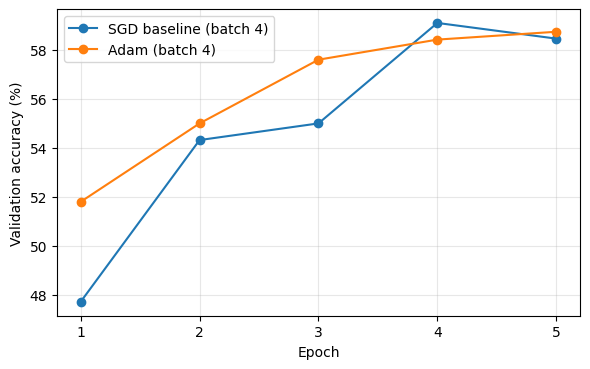 SGD baseline (batch 4)
Adam (batch 4)
Validation accuracy (%)
58
56
54
52
50
48
1 2 3 4 5
Epoch